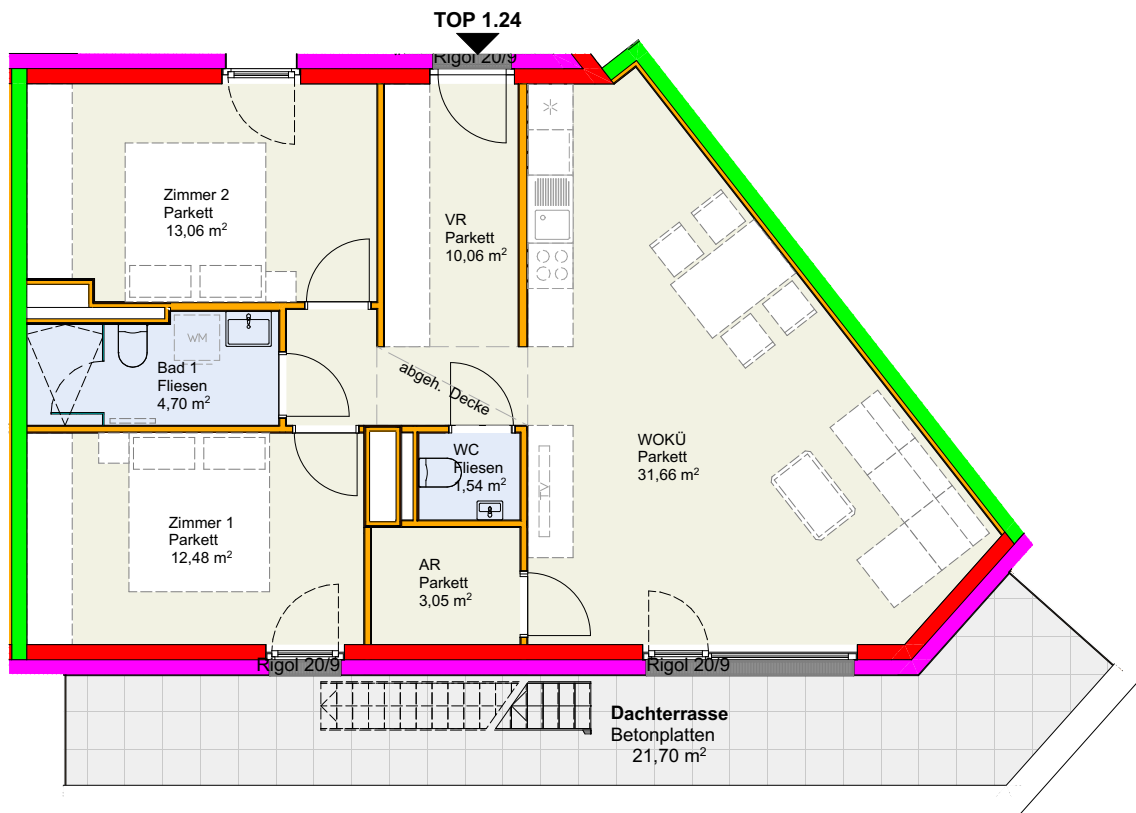 TOP 1.24
Rigol 20/9
Zimmer 2
Parkett
13,06 m²
VR
Parkett
10,06 m²
WM
Bad 1
Fliesen
4,70 m²
abgeh. Decke
WC
Fliesen
1,54 m²
TV
WOKÜ
Parkett
31,66 m²
Zimmer 1
Parkett
12,48 m²
AR
Parkett
3,05 m²
Rigol 20/9
Rigol 20/9
Dachterrasse
Betonplatten
21,70 m²